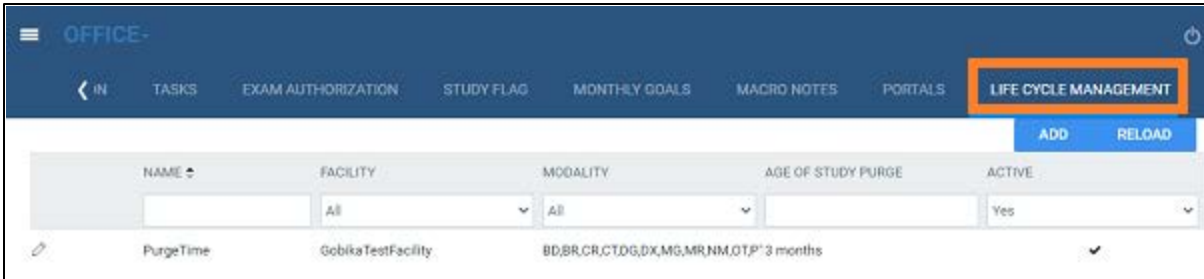 OFFICE-
IN TASKS EXAM AUTHORIZATION STUDY FLAG MONTHLY GOALS MACRO NOTES PORTALS LIFE CYCLE MANAGEMENT
ADD RELOAD
NAME FACILITY MODALITY AGE OF STUDY PURGE ACTIVE
All All Yes
PurgeTime GobikaTestFacility BD,BR,CR,CT,DG,DX,MG,MR,NM,OT,P 3 months